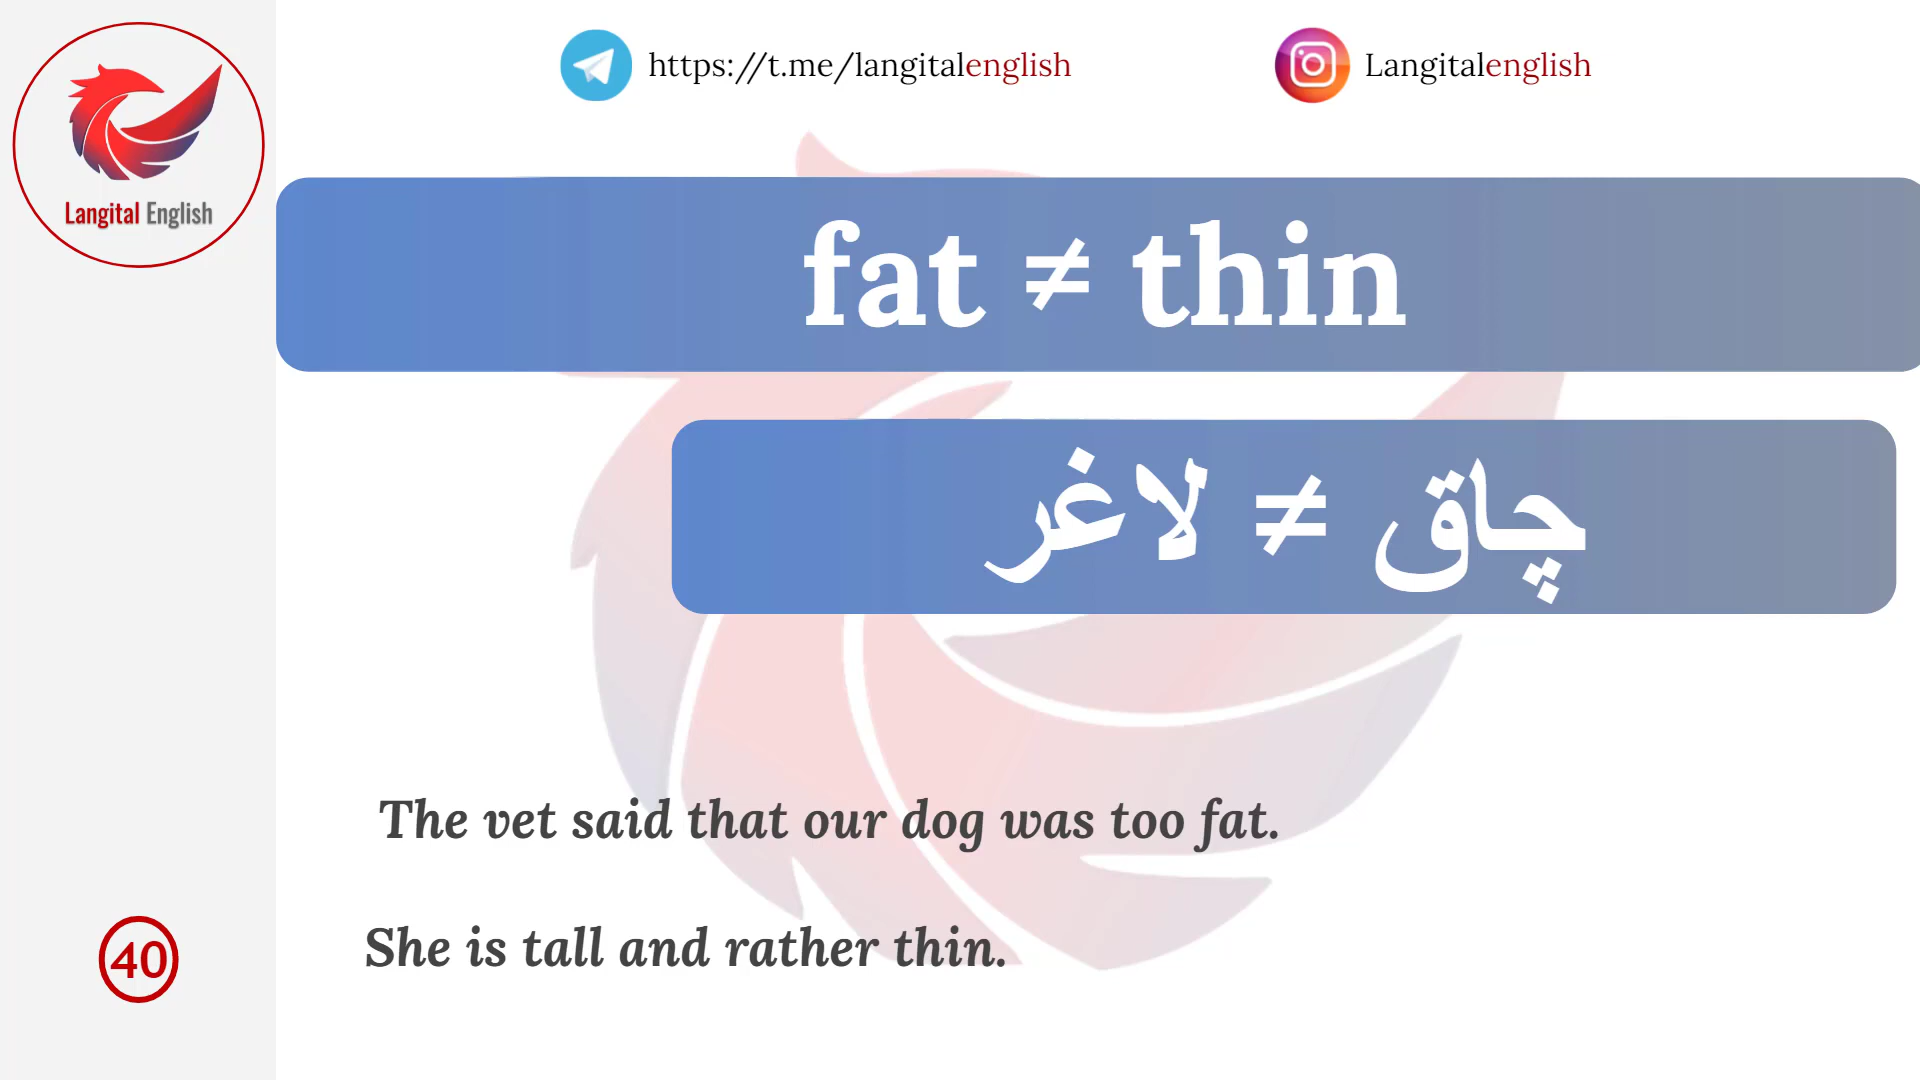 https://t.me/langitalenglish
Langitalenglish
Langital English
fat ≠ thin
چاق ≠ لاغر
The vet said that our dog was too fat.
She is tall and rather thin.
40